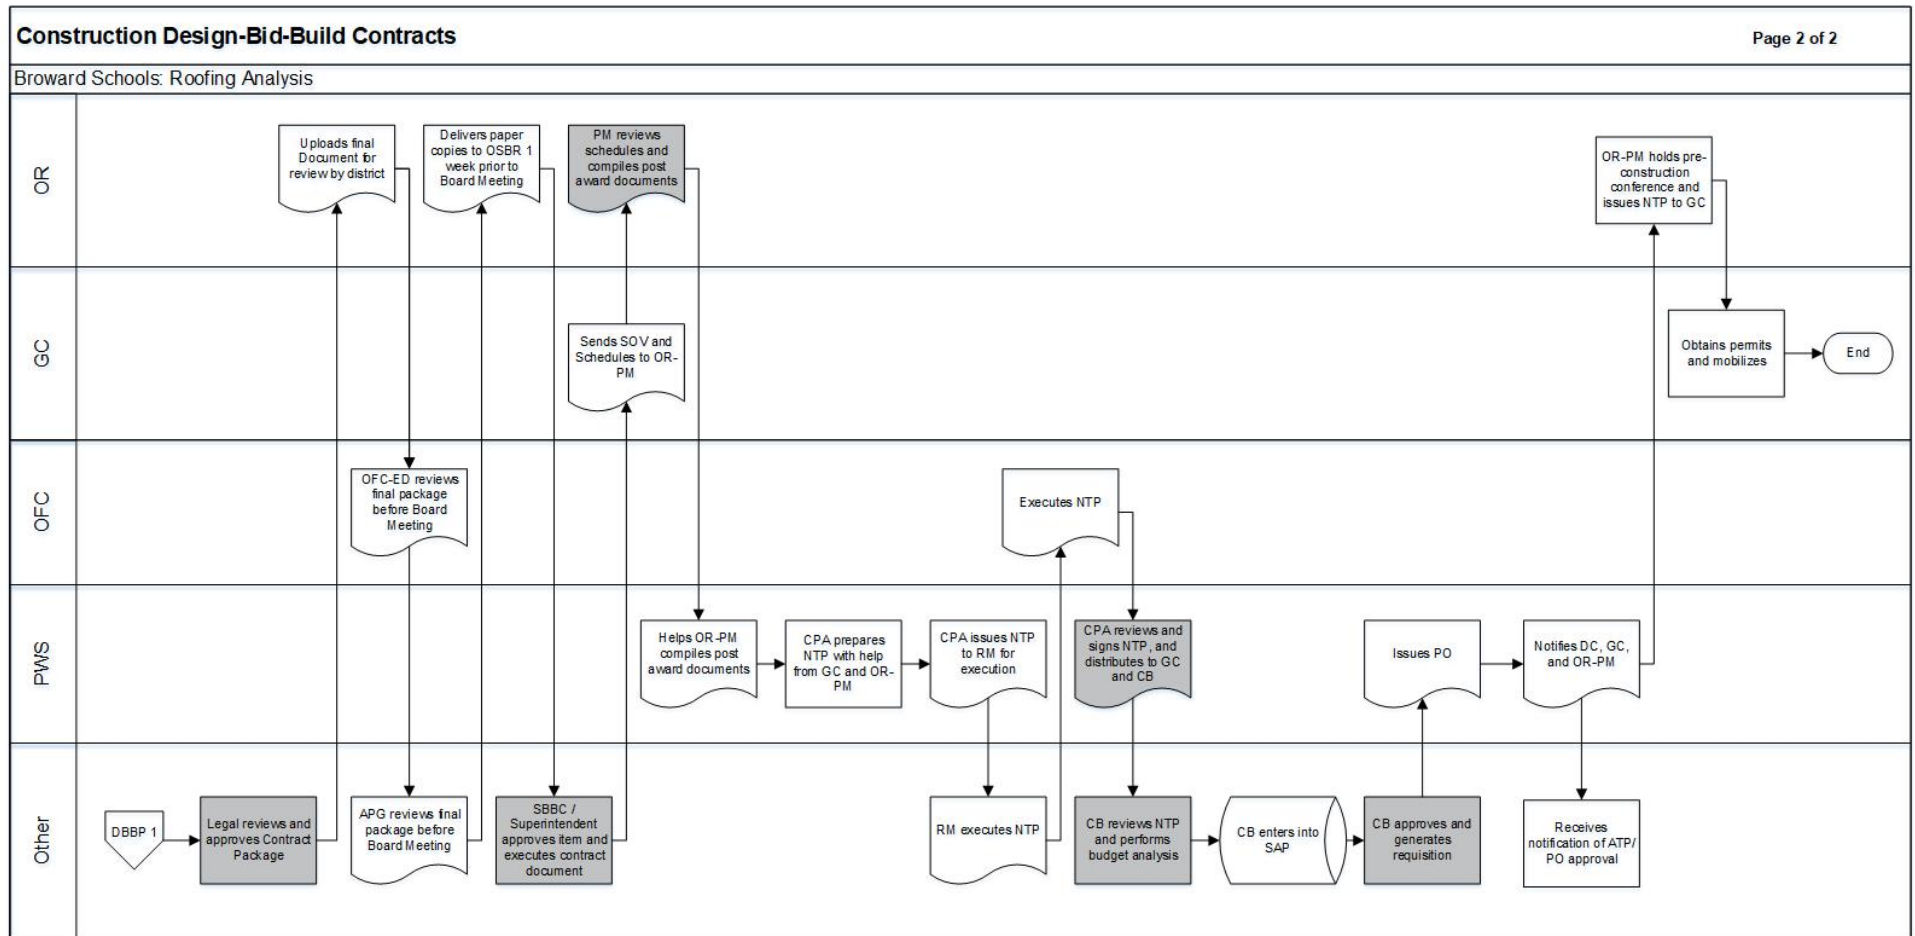 Construction Design-Bid-Build Contracts
Page 2 of 2
Broward Schools: Roofing Analysis
OR
Uploads final
Document for
review by district
Delivers paper
copies to OSBR 1
week prior to
Board Meeting
PM reviews
schedules and
compiles post
award documents
OR-PM holds pre-
construction
conference and
issues NTP to GC
GC
Sends SOV and
Schedules to OR-
PM
Obtains permits
and mobilizes
End
OFC
OFC-ED reviews
final package
before Board
Meeting
Executes NTP
PWS
Helps OR-PM
compiles post
award documents
CPA prepares
NTP with help
from GC and OR-
PM
CPA issues NTP
to RM for
execution
CPA reviews and
signs NTP, and
distributes to GC
and CB
Issues PO
Notifies DC, GC,
and OR-PM
Other
DBBP 1
Legal reviews and
approves Contract
Package
APG reviews final
package before
Board Meeting
SBBC /
Superintendent
approves item and
executes contract
document
RM executes NTP
CB reviews NTP
and performs
budget analysis
CB enters into
SAP
CB approves and
generates
requisition
Receives
notification of ATP/
PO approval